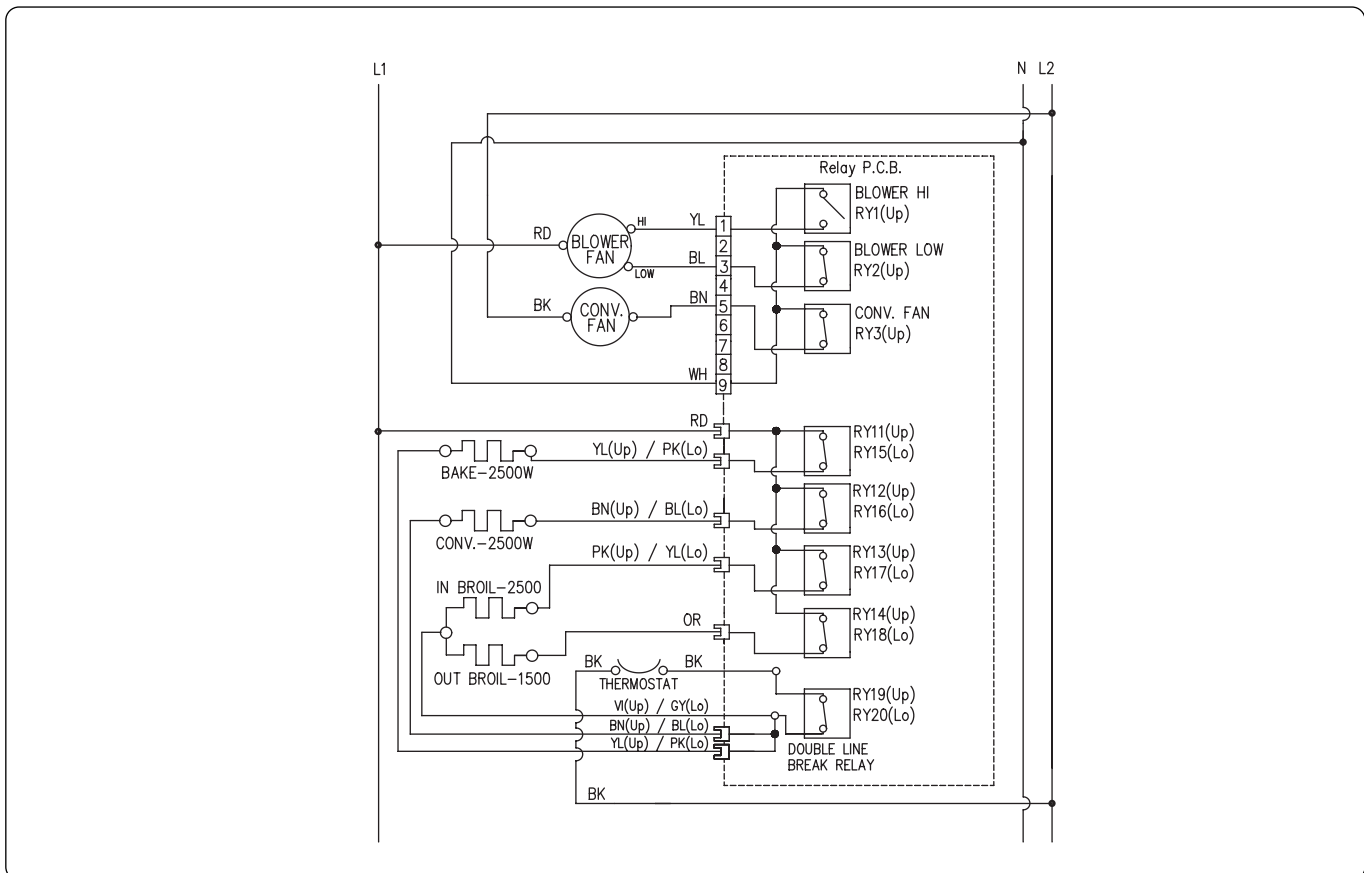 L1
N L2
Relay P.C.B.
BLOWER HI
RY1(Up)
HI
YL
1
RD
BLOWER
FAN
2
BLOWER LOW
RY2(Up)
BL
3
LOW
4
BK
CONV.
FAN
BN
5
CONV. FAN
RY3(Up)
6
7
8
WH
9
RD
RY11(Up)
RY15(Lo)
YL(Up) / PK(Lo)
BAKE-2500W
RY12(Up)
RY16(Lo)
BN(Up) / BL(Lo)
CONV.-2500W
PK(Up) / YL(Lo)
RY13(Up)
RY17(Lo)
IN BROIL-2500
OR
RY14(Up)
RY18(Lo)
OUT BROIL-1500
BK
BK
THERMOSTAT
RY19(Up)
RY20(Lo)
VI(Up) / GY(Lo)
BN(Up) / BL(Lo)
YL(Up) / PK(Lo)
DOUBLE LINE
BREAK RELAY
BK